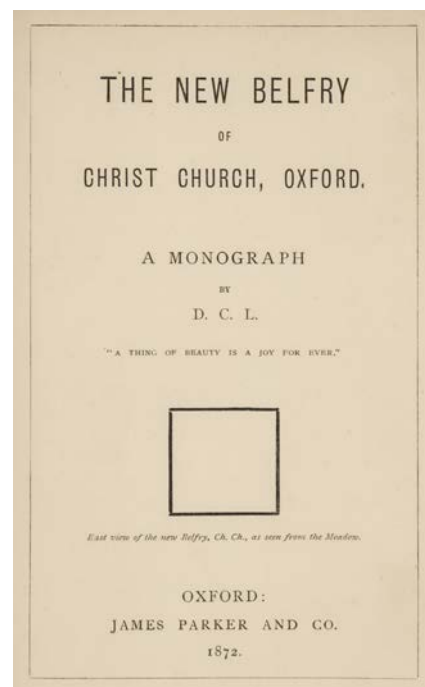 THE NEW BELFRY
OF
CHRIST CHURCH, OXFORD.
A MONOGRAPH
BY
D. C. L.
"A THING OF BEAUTY IS A JOY FOR EVER."
East view of the new Belfry, Ch. Ch., as seen from the Meadow.
OXFORD:
JAMES PARKER AND CO.
1872.